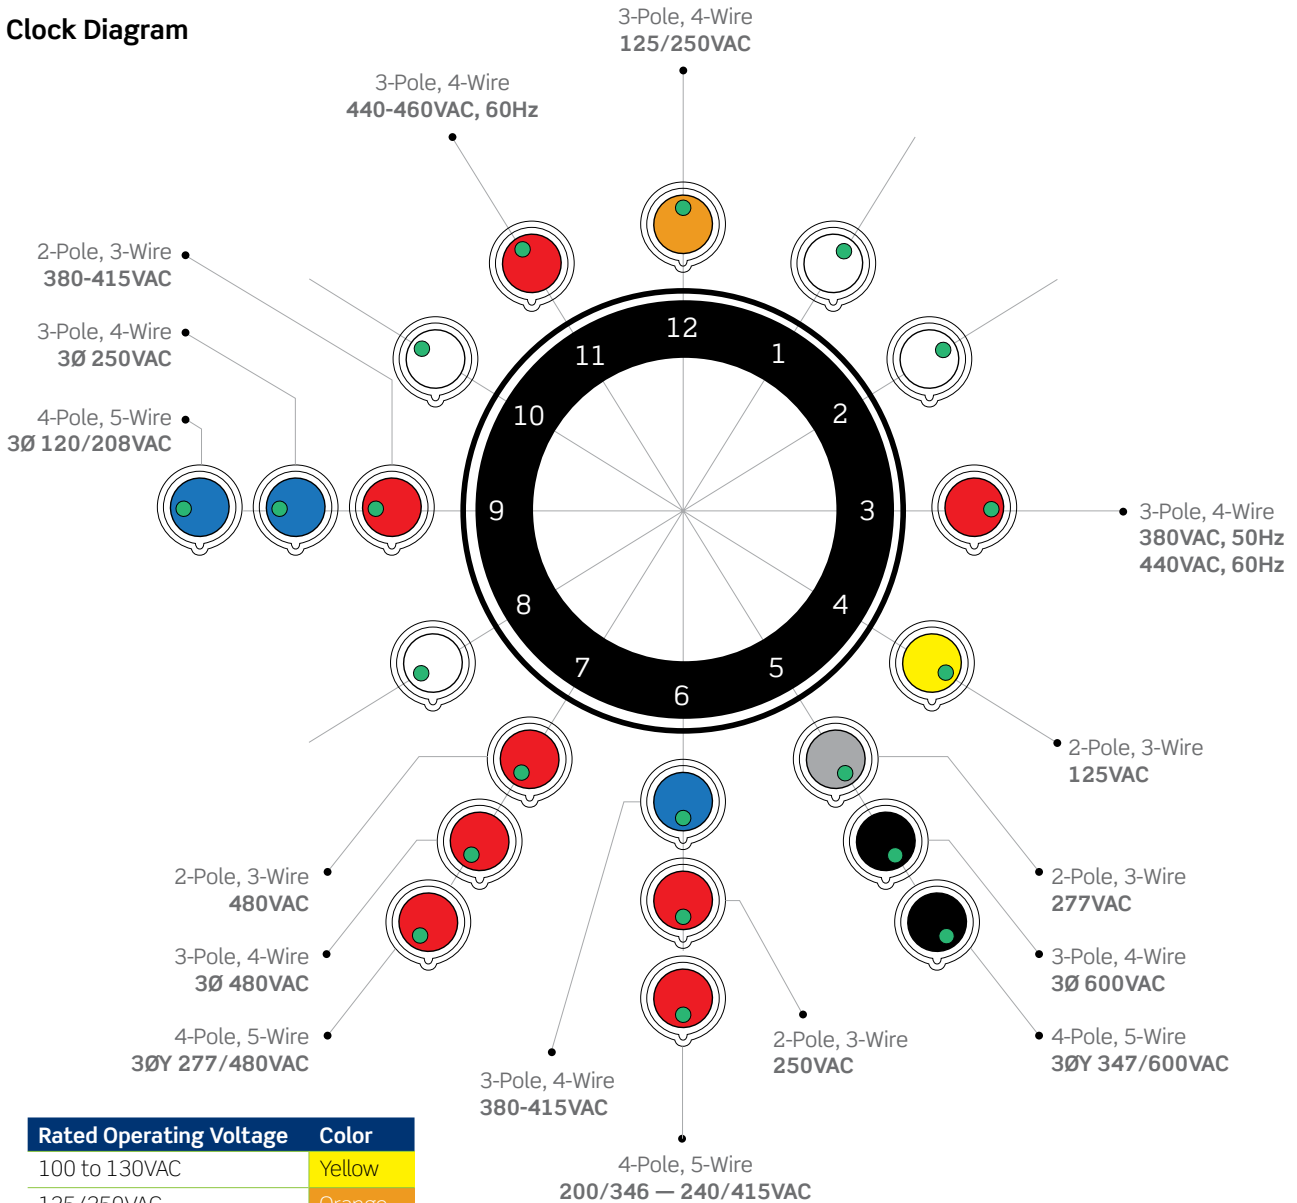 Clock Diagram
3-Pole, 4-Wire
125/250VAC
3-Pole, 4-Wire
440-460VAC, 60Hz
2-Pole, 3-Wire
380-415VAC
3-Pole, 4-Wire
3Ø 250VAC
4-Pole, 5-Wire
3Ø 120/208VAC
12
11
1
10
2
9
3
8
4
7
5
6
3-Pole, 4-Wire
380VAC, 50Hz
440VAC, 60Hz
2-Pole, 3-Wire
125VAC
2-Pole, 3-Wire
480VAC
3-Pole, 4-Wire
3Ø 480VAC
4-Pole, 5-Wire
3ØY 277/480VAC
2-Pole, 3-Wire
277VAC
3-Pole, 4-Wire
3Ø 600VAC
4-Pole, 5-Wire
3ØY 347/600VAC
2-Pole, 3-Wire
250VAC
3-Pole, 4-Wire
380-415VAC
4-Pole, 5-Wire
200/346 — 240/415VAC
Rated Operating Voltage Color
100 to 130VAC Yellow
125/250VAC Orange